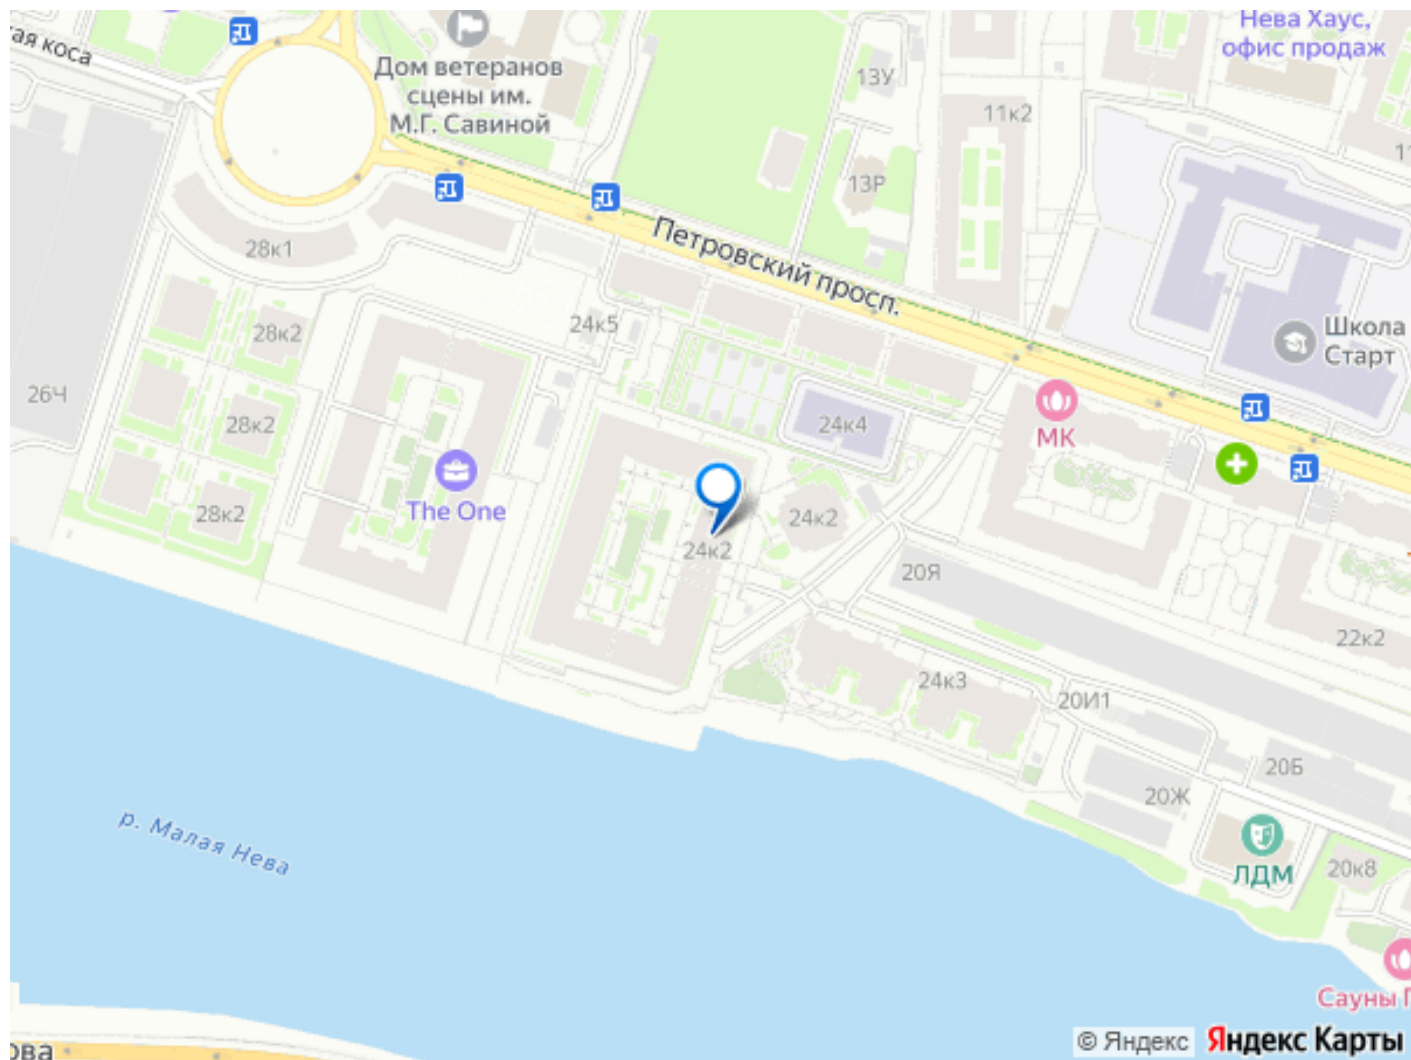 Нева Хаус,
офис продаж
ая коса
Дом ветеранов
сцены им.
М.Г. Савиной
13У
11к2
11
13Р
Петровский просп.
28к1
24к5
28к2
Школа
Старт
26Ч
28к2
24к4
МК
The One
28к2
24к2
24к2
20Я
22к2
24к3
20И1
20Б
20Ж
р. Малая Нева
ЛДМ
20к8
Сауны
ова
© Яндекс
Яндекс Карты